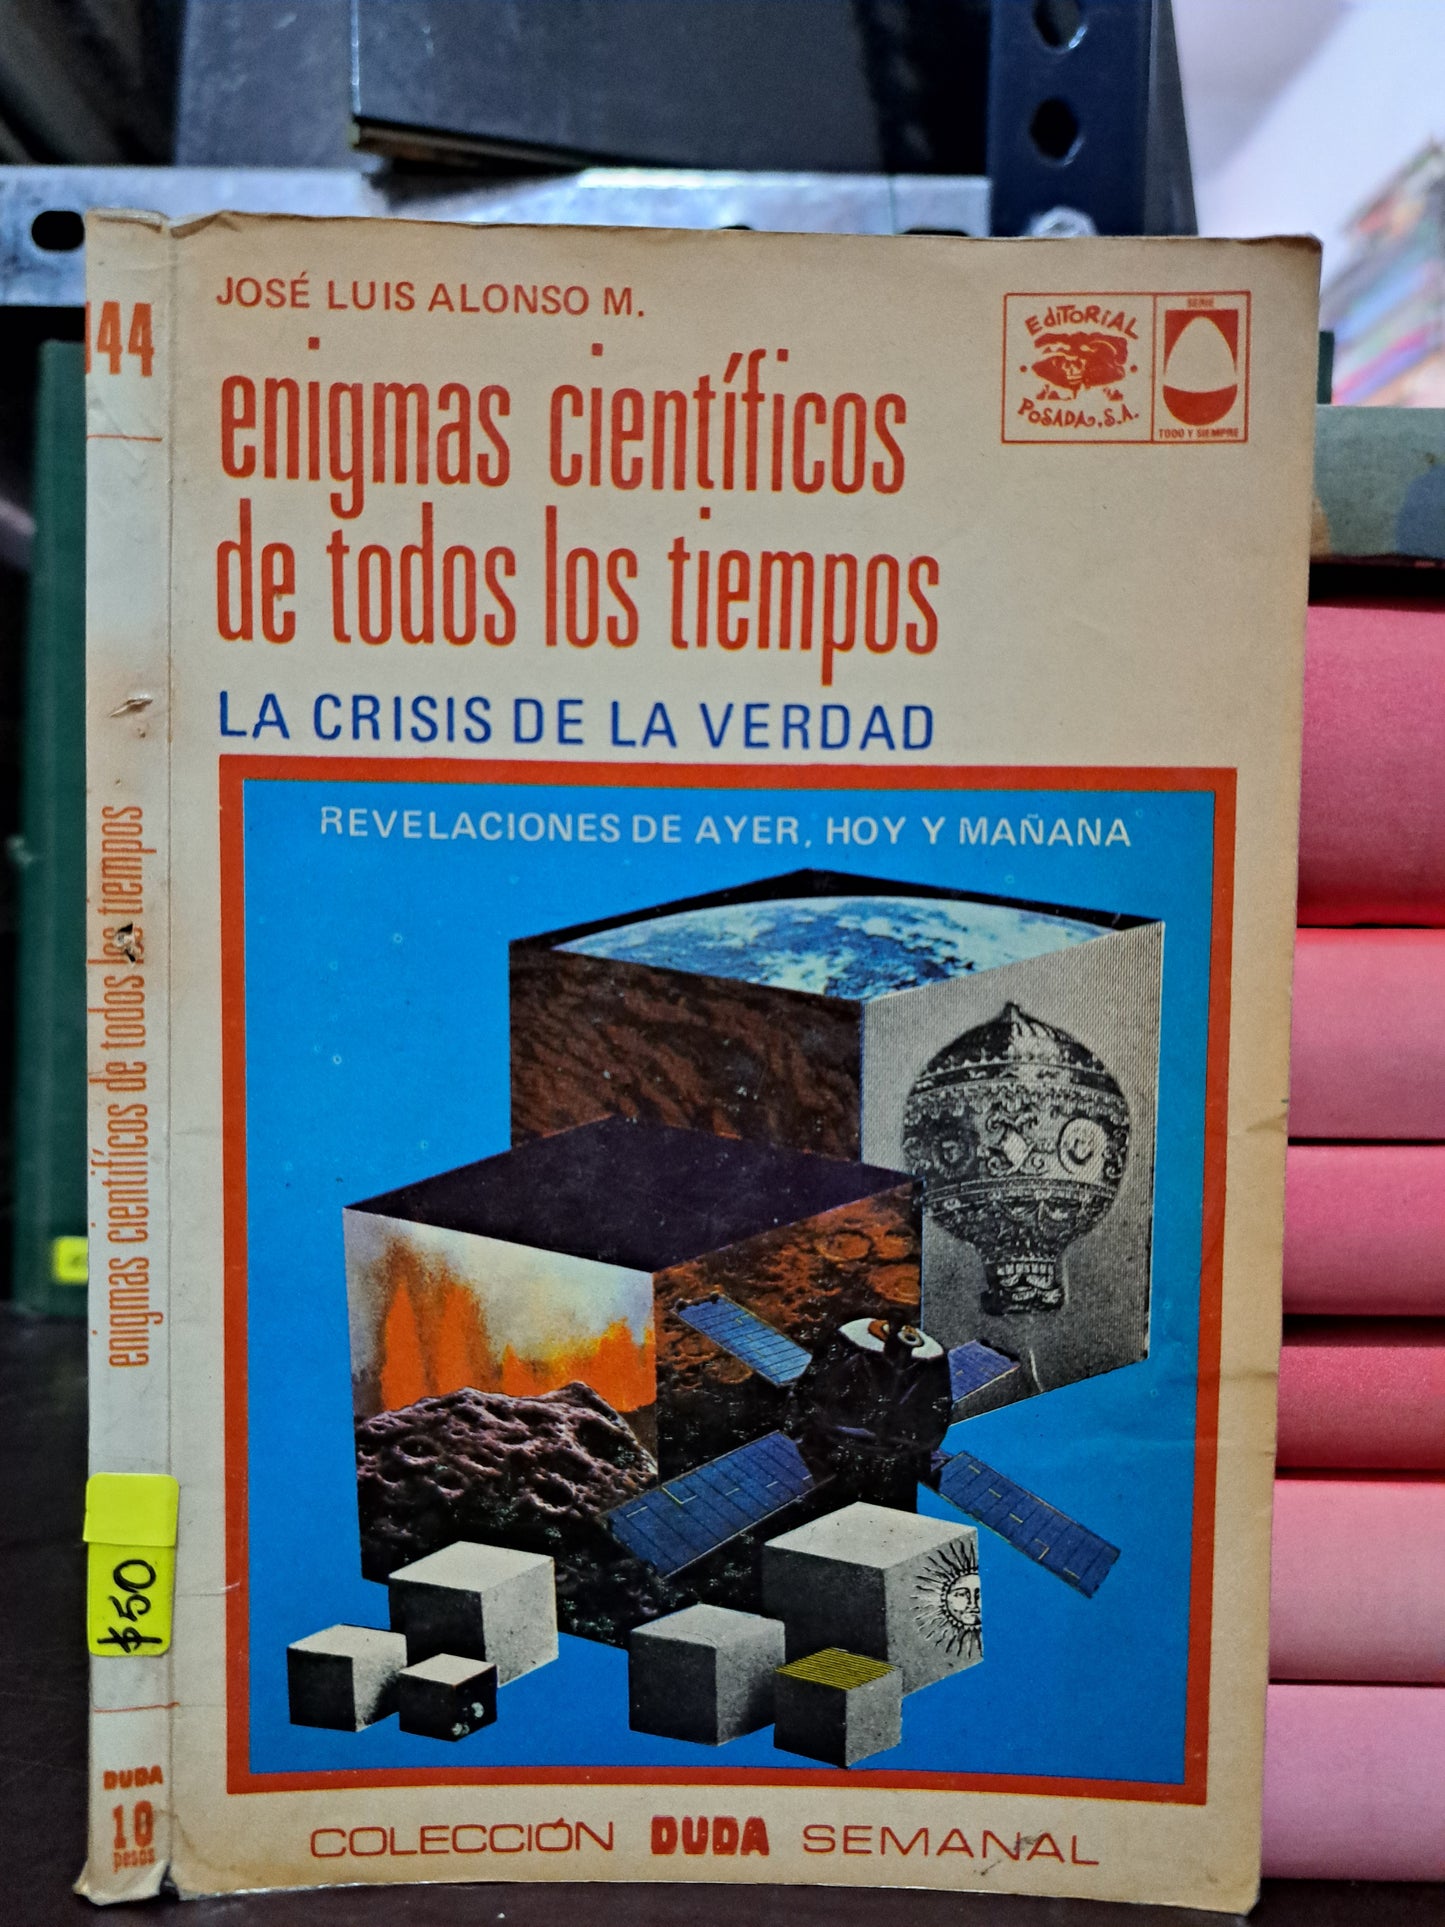 JOSÉ LUIS ALONSO M.
enigmas científicos
de todos los tiempos
LA CRISIS DE LA VERDAD
REVELACIONES DE AYER, HOY Y MAÑANA
COLECCIÓN DUDA SEMANAL
EdiToRiAL
POSADA, S.A.
SERIE
TODO Y SIEMPRE
144
enigmas científicos de todos los tiempos
$50
DUDA
10
pesos